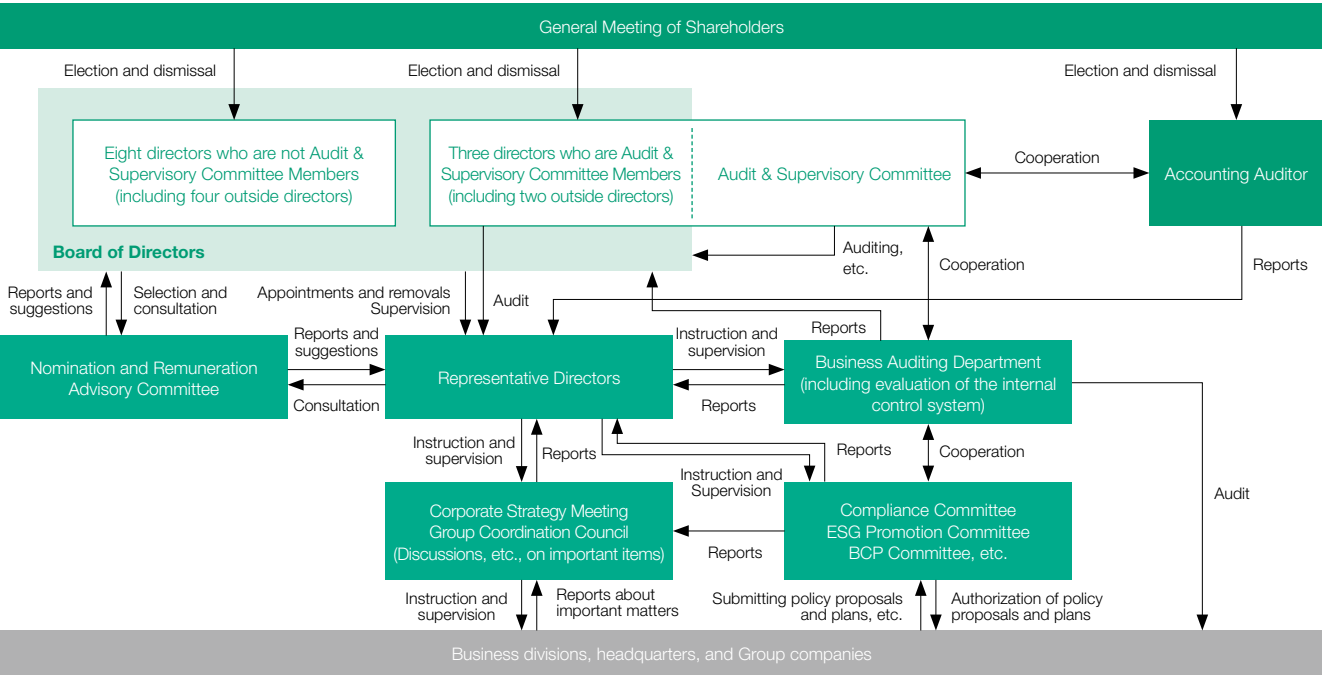 General Meeting of Shareholders
Election and dismissal
Election and dismissal
Election and dismissal
Eight directors who are not Audit &
Supervisory Committee Members
(including four outside directors)
Three directors who are Audit &
Supervisory Committee Members
(including two outside directors)
Audit & Supervisory Committee
Cooperation
Accounting Auditor
Board of Directors
Auditing,
etc.
Cooperation
Reports
Reports and
suggestions
Selection and
consultation
Appointments and removals
Supervision
Audit
Reports
Nomination and Remuneration
Advisory Committee
Reports and
suggestions
Consultation
Representative Directors
Instruction and
supervision
Reports
Business Auditing Department
(including evaluation of the internal
control system)
Instruction and
supervision
Reports
Reports
Instruction and
Supervision
Cooperation
Audit
Corporate Strategy Meeting
Group Coordination Council
(Discussions, etc., on important items)
Reports
Compliance Committee
ESG Promotion Committee
BCP Committee, etc.
Instruction and
supervision
Reports about
important matters
Submitting policy proposals
and plans, etc.
Authorization of policy
proposals and plans
Business divisions, headquarters, and Group companies